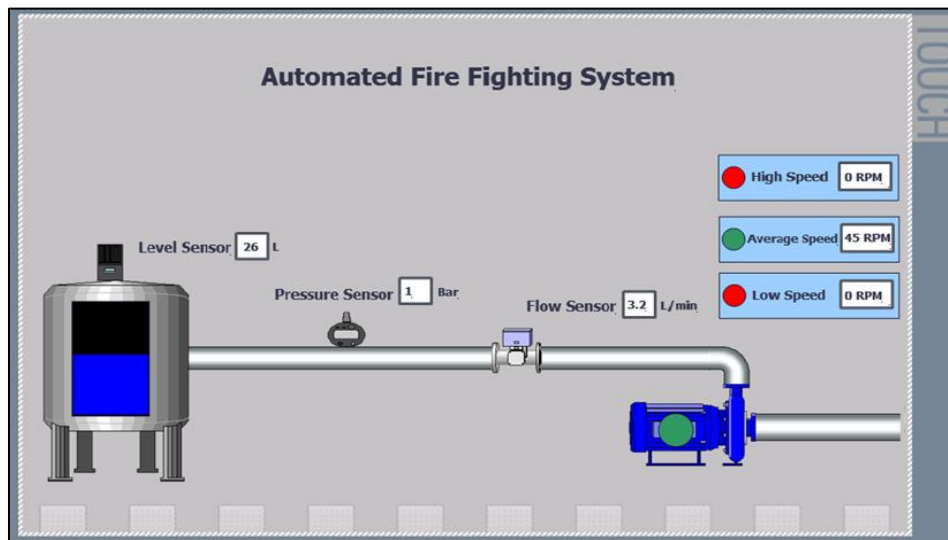 TOUCH
Automated Fire Fighting System
High Speed 0 RPM
Average Speed 45 RPM
Low Speed 0 RPM
Level Sensor 26 L
Pressure Sensor 1 Bar
Flow Sensor 3.2 L/min